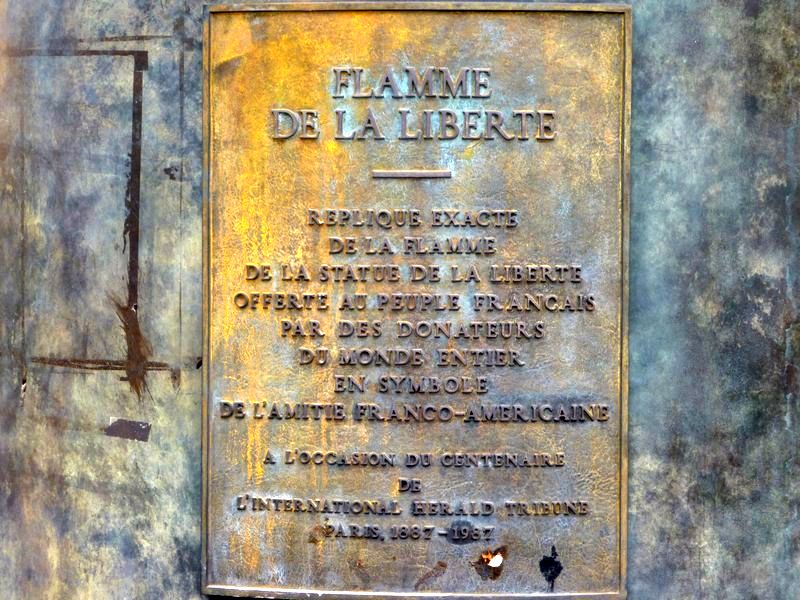 FLAMME
DE LA LIBERTE
REPLIQUE EXACTE
DE LA FLAMME
DE LA STATUE DE LA LIBERTE
OFFERTE AU PEUPLE FRANCAIS
PAR DES DONATEURS
DU MONDE ENTIER
EN SYMBOLE
DE L'AMITIE FRANCO-AMERICAINE
A L'OCCASION DU CENTENAIRE
DE
L'INTERNATIONAL HERALD TRIBUNE
PARIS, 1887-1987